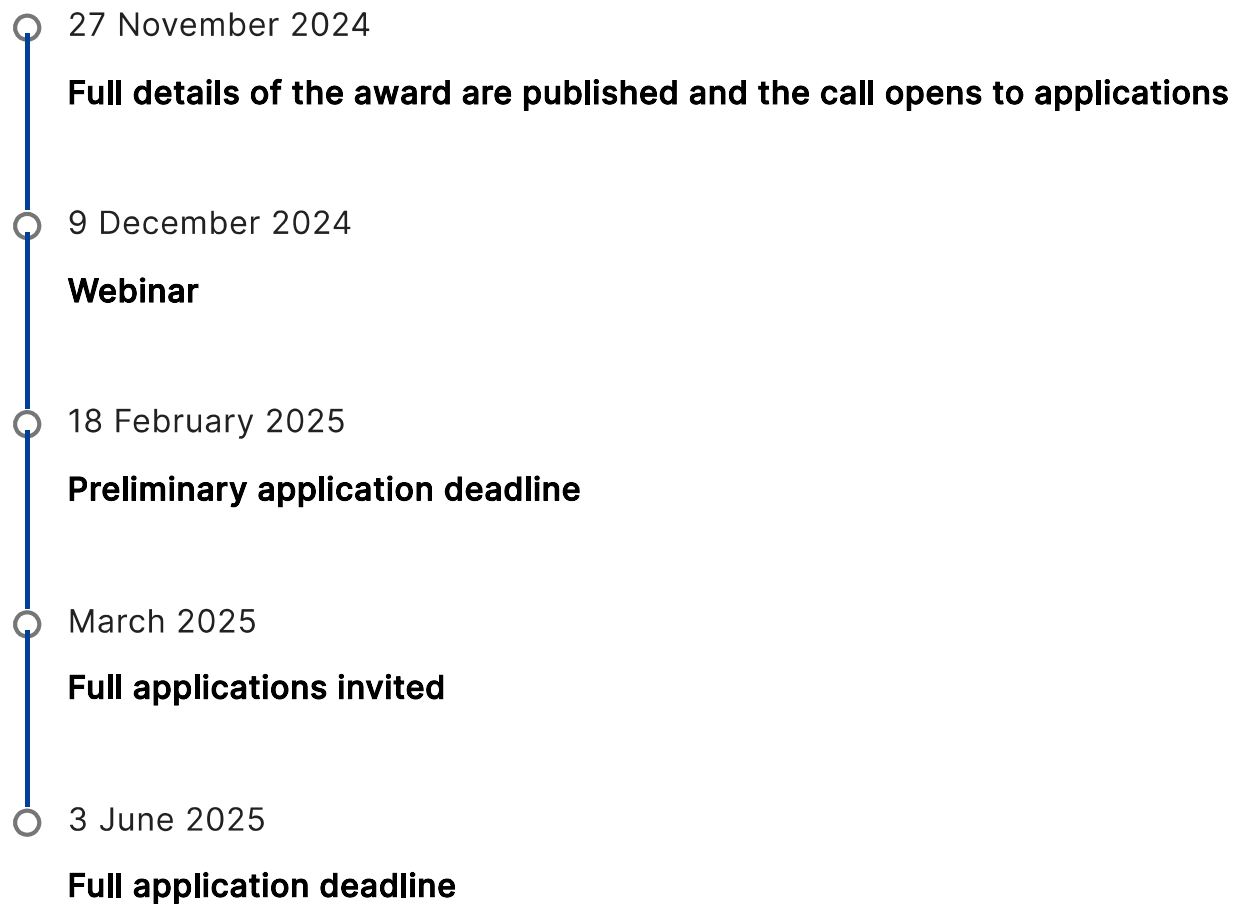 27 November 2024
Full details of the award are published and the call opens to applications
9 December 2024
Webinar
18 February 2025
Preliminary application deadline
March 2025
Full applications invited
3 June 2025
Full application deadline